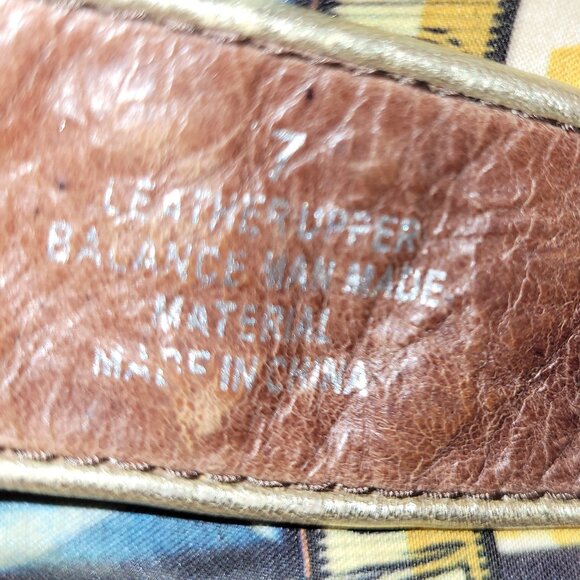 7
LEATHER UPPER
BALANCE MAN MADE
MATERIAL
MADE IN CHINA